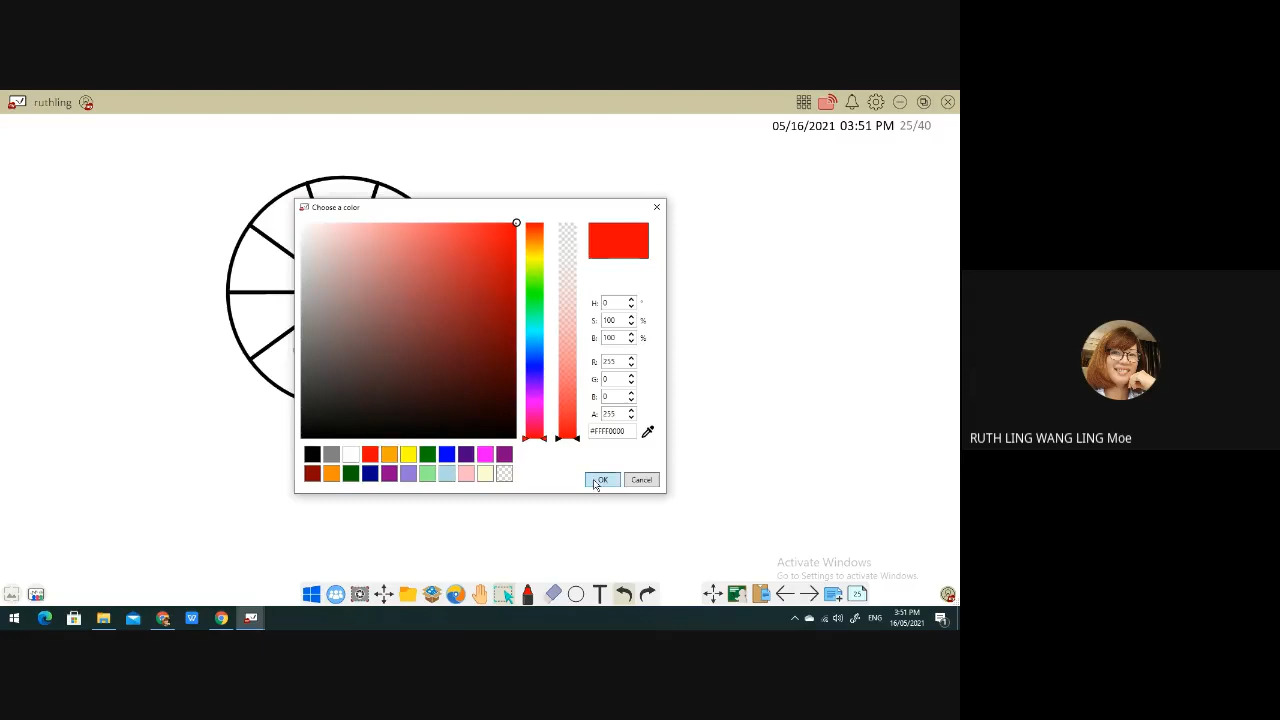 ruthling
05/16/2021 03:51 PM 25/40
Choose a color
H: 0 °
S: 100 %
B: 100 %
R: 255
G: 0
B: 0
A: 255
#FFFF0000
OK Cancel
RUTH LING WANG LING Moe
Activate Windows
Go to Settings to activate Windows.
T
25
W
ENG
3:51 PM
16/05/2021
1